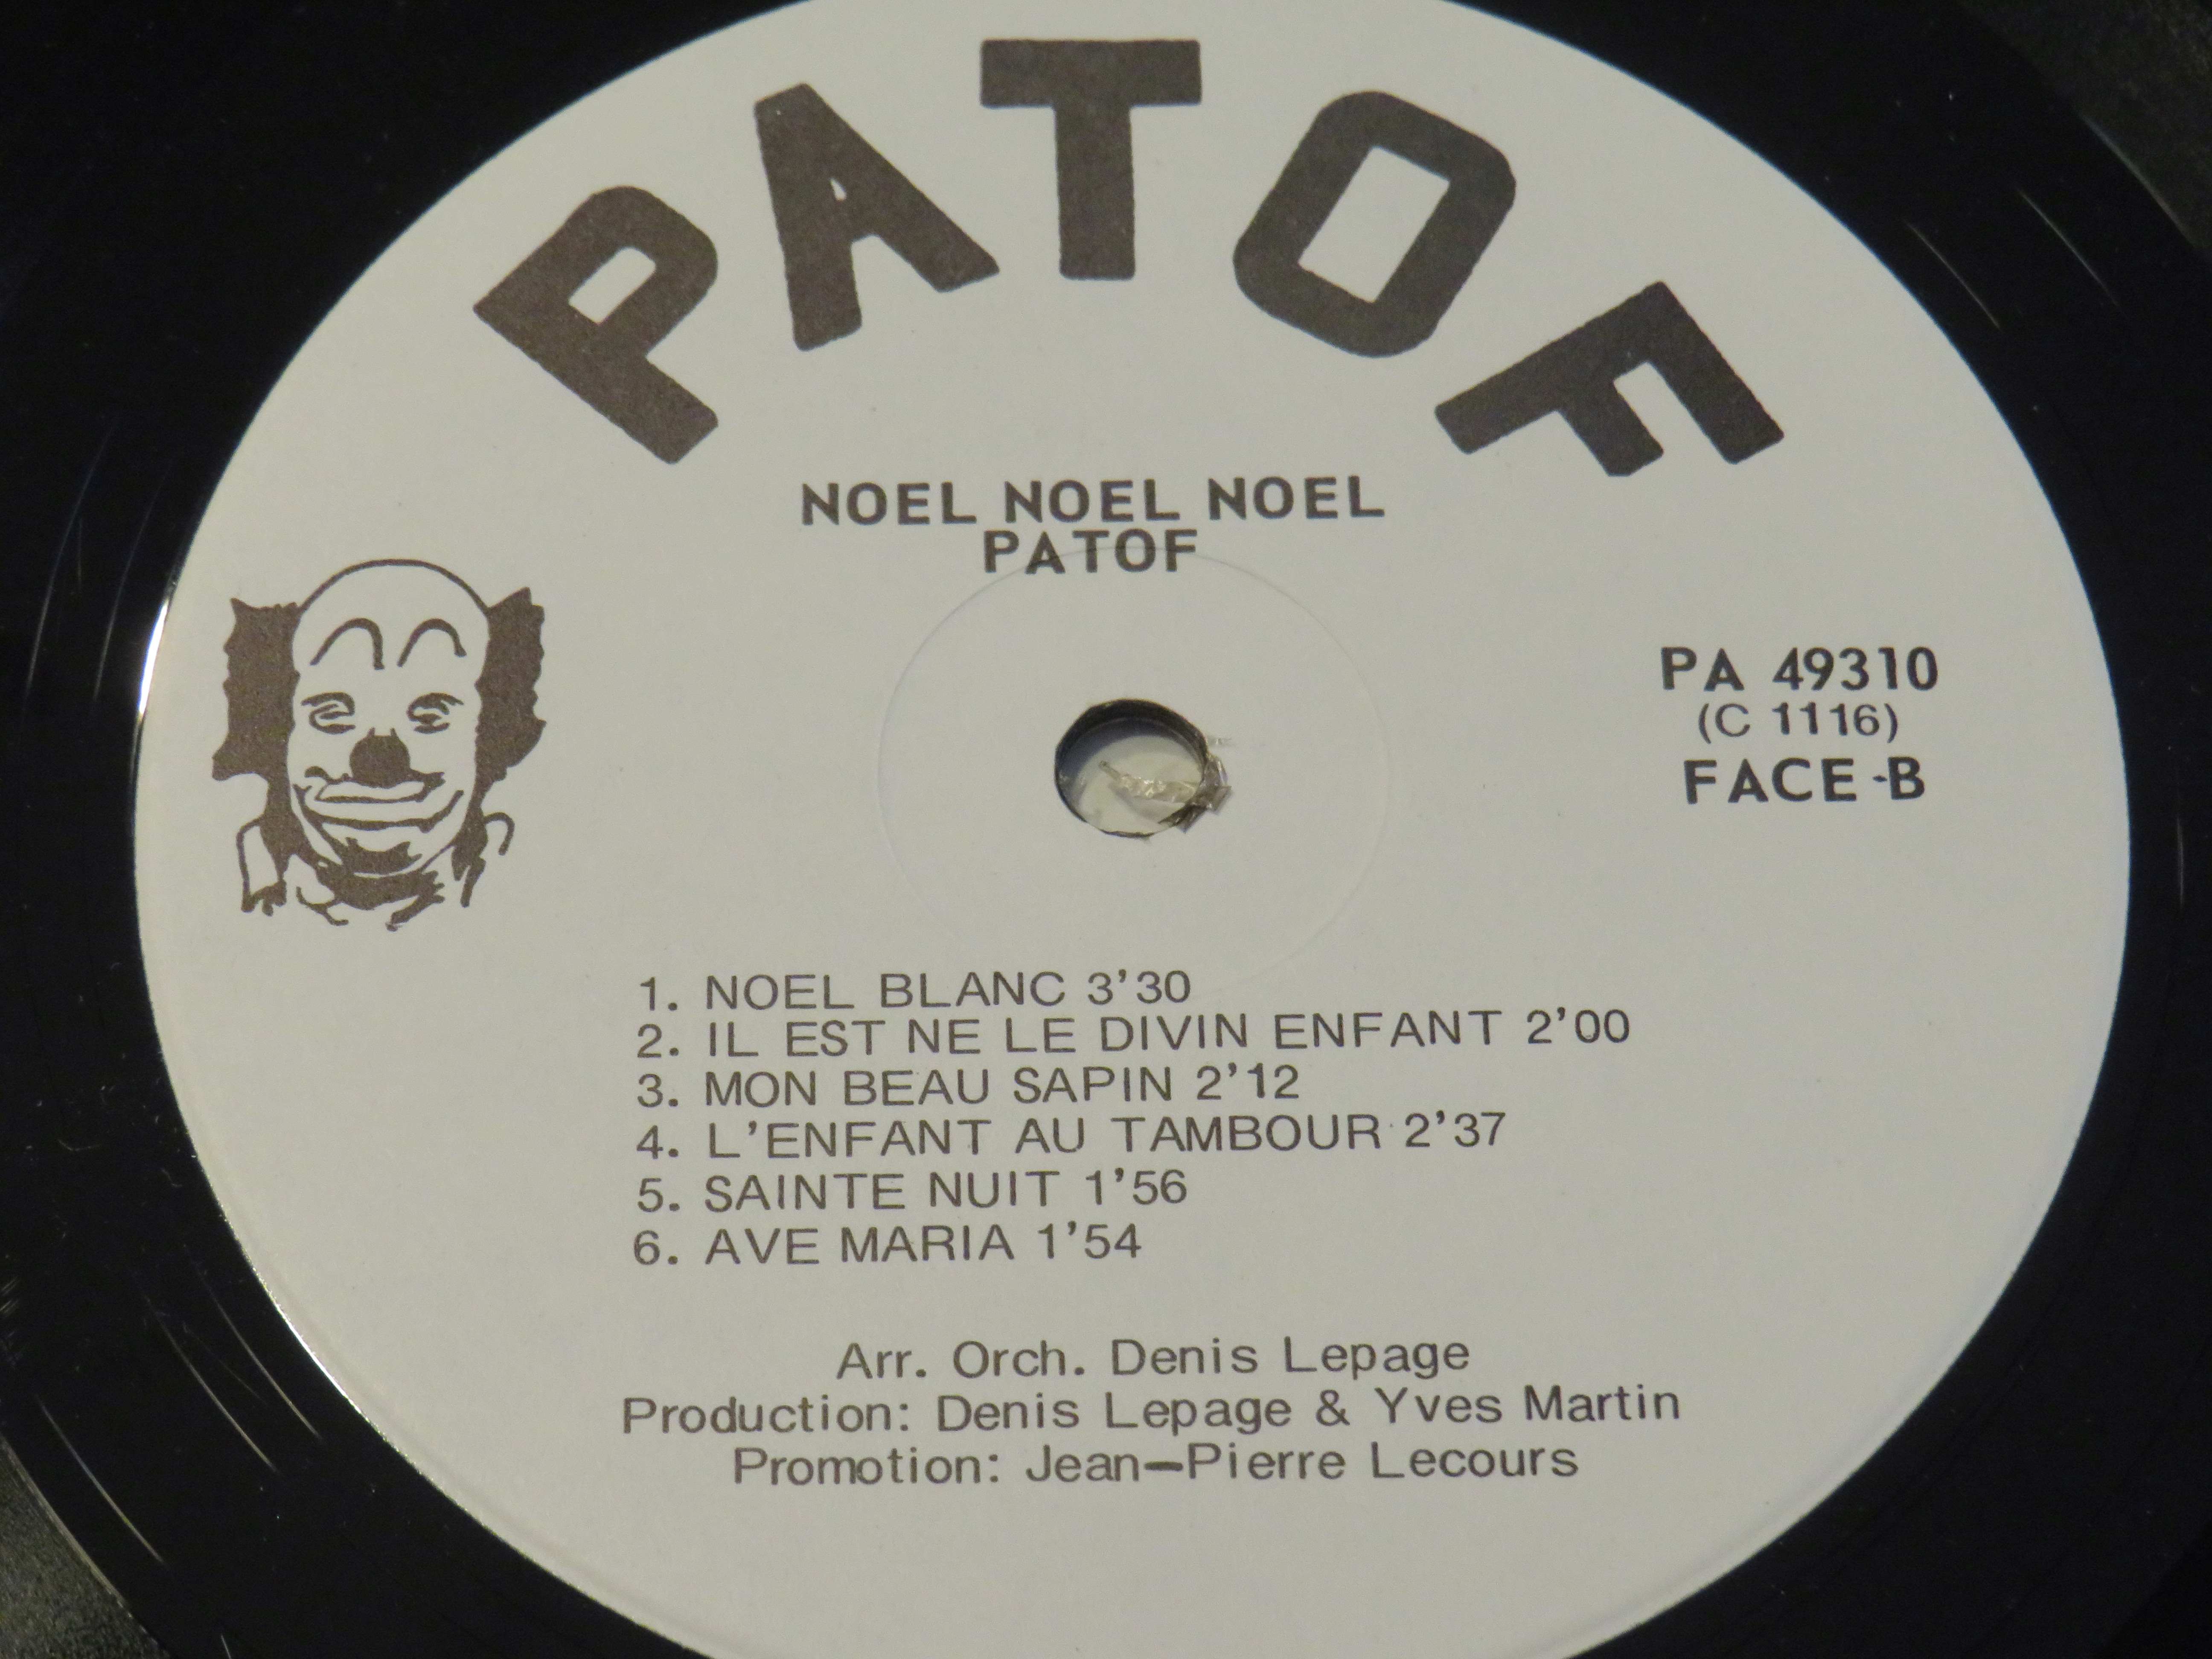 PATOF
NOEL NOEL NOEL
PATOF
PA 49310
(C 1116)
FACE-B
1. NOEL BLANC 3'30
2. IL EST NE LE DIVIN ENFANT 2'00
3. MON BEAU SAPIN 2'12
4. L'ENFANT AU TAMBOUR 2'37
5. SAINTE NUIT 1'56
6. AVE MARIA 1'54
Arr. Orch. Denis Lepage
Production: Denis Lepage & Yves Martin
Promotion: Jean—Pierre Lecours